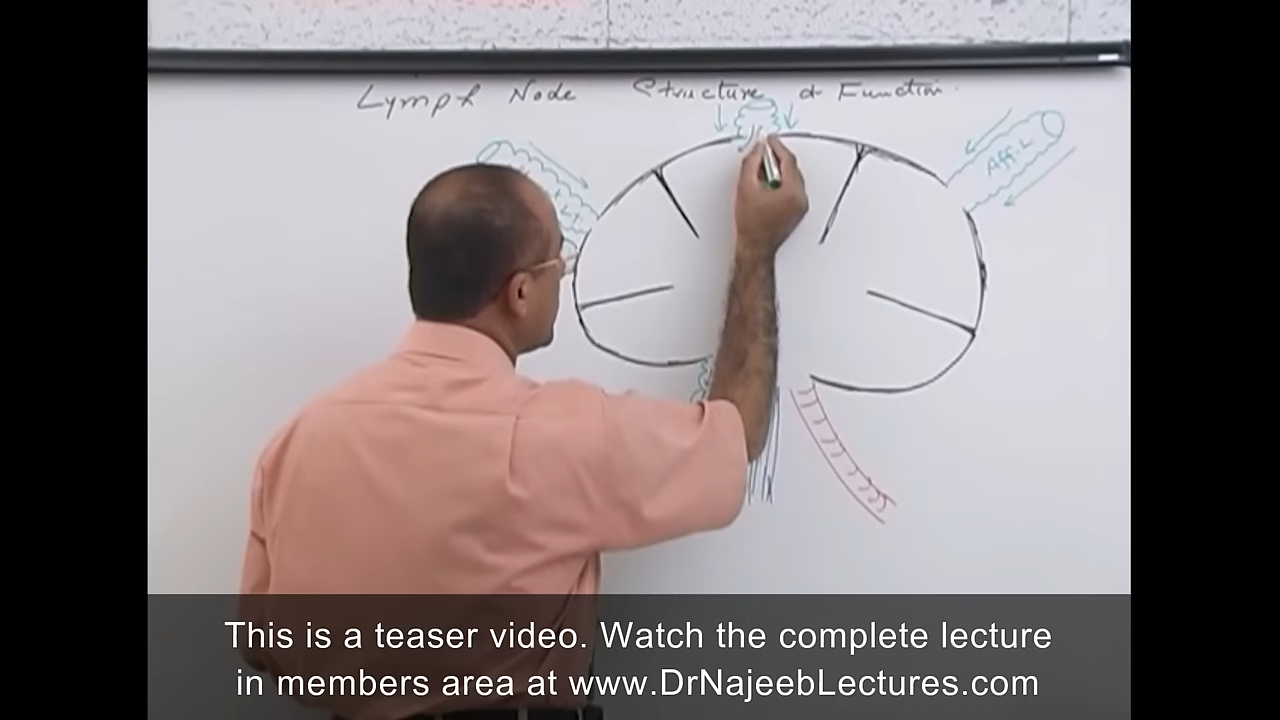 Lymph Node Structure & Function.
Aff.L
This is a teaser video. Watch the complete lecture
in members area at www.DrNajeebLectures.com